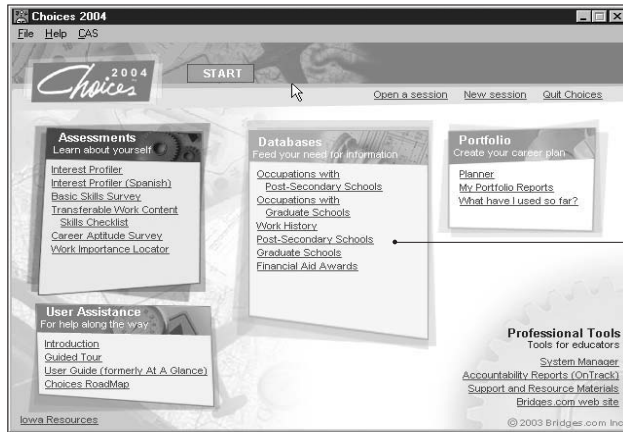 Choices 2004
File Help CAS
2004
Choices
START
Open a session New session Quit Choices
Assessments
Learn about yourself
Interest Profiler
Interest Profiler (Spanish)
Basic Skills Survey
Transferable Work Content
Skills Checklist
Career Aptitude Survey
Work Importance Locator
Databases
Feed your need for information
Occupations with
Post-Secondary Schools
Occupations with
Graduate Schools
Work History
Post-Secondary Schools
Graduate Schools
Financial Aid Awards
Portfolio
Create your career plan
Planner
My Portfolio Reports
What have I used so far?
User Assistance
For help along the way
Introduction
Guided Tour
User Guide (formerly At A Glance)
Choices RoadMap
Professional Tools
Tools for educators
System Manager
Accountability Reports (OnTrack)
Support and Resource Materials
Bridges.com web site
Iowa Resources
© 2003 Bridges.com Inc